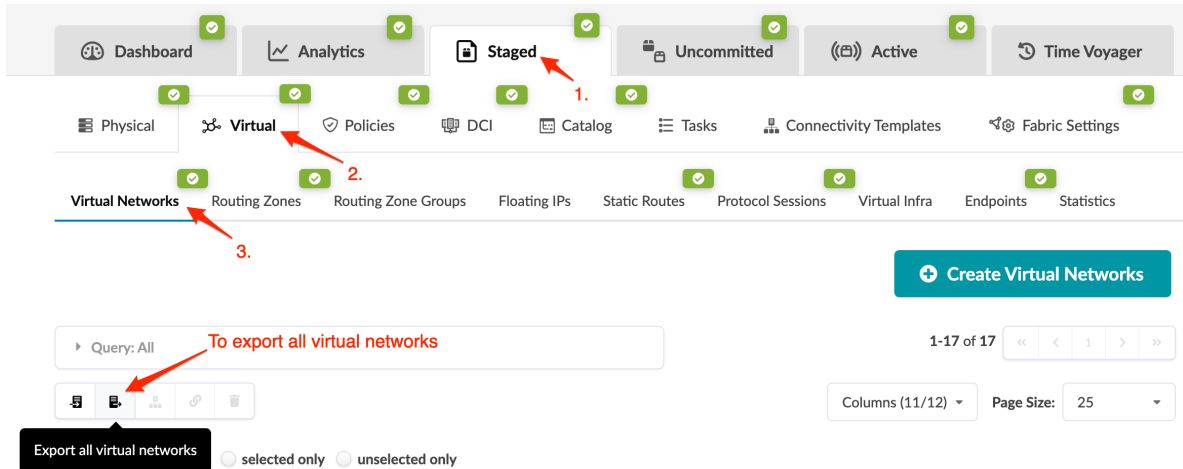 Dashboard Analytics Staged Uncommitted Active Time Voyager
1.
Physical Virtual Policies DCI Catalog Tasks Connectivity Templates Fabric Settings
2.
Virtual Networks Routing Zones Routing Zone Groups Floating IPs Static Routes Protocol Sessions Virtual Infra Endpoints Statistics
3.
Create Virtual Networks
To export all virtual networks
Query: All
1-17 of 17 « < 1 > »
Columns (11/12) Page Size: 25
Export all virtual networks
selected only unselected only